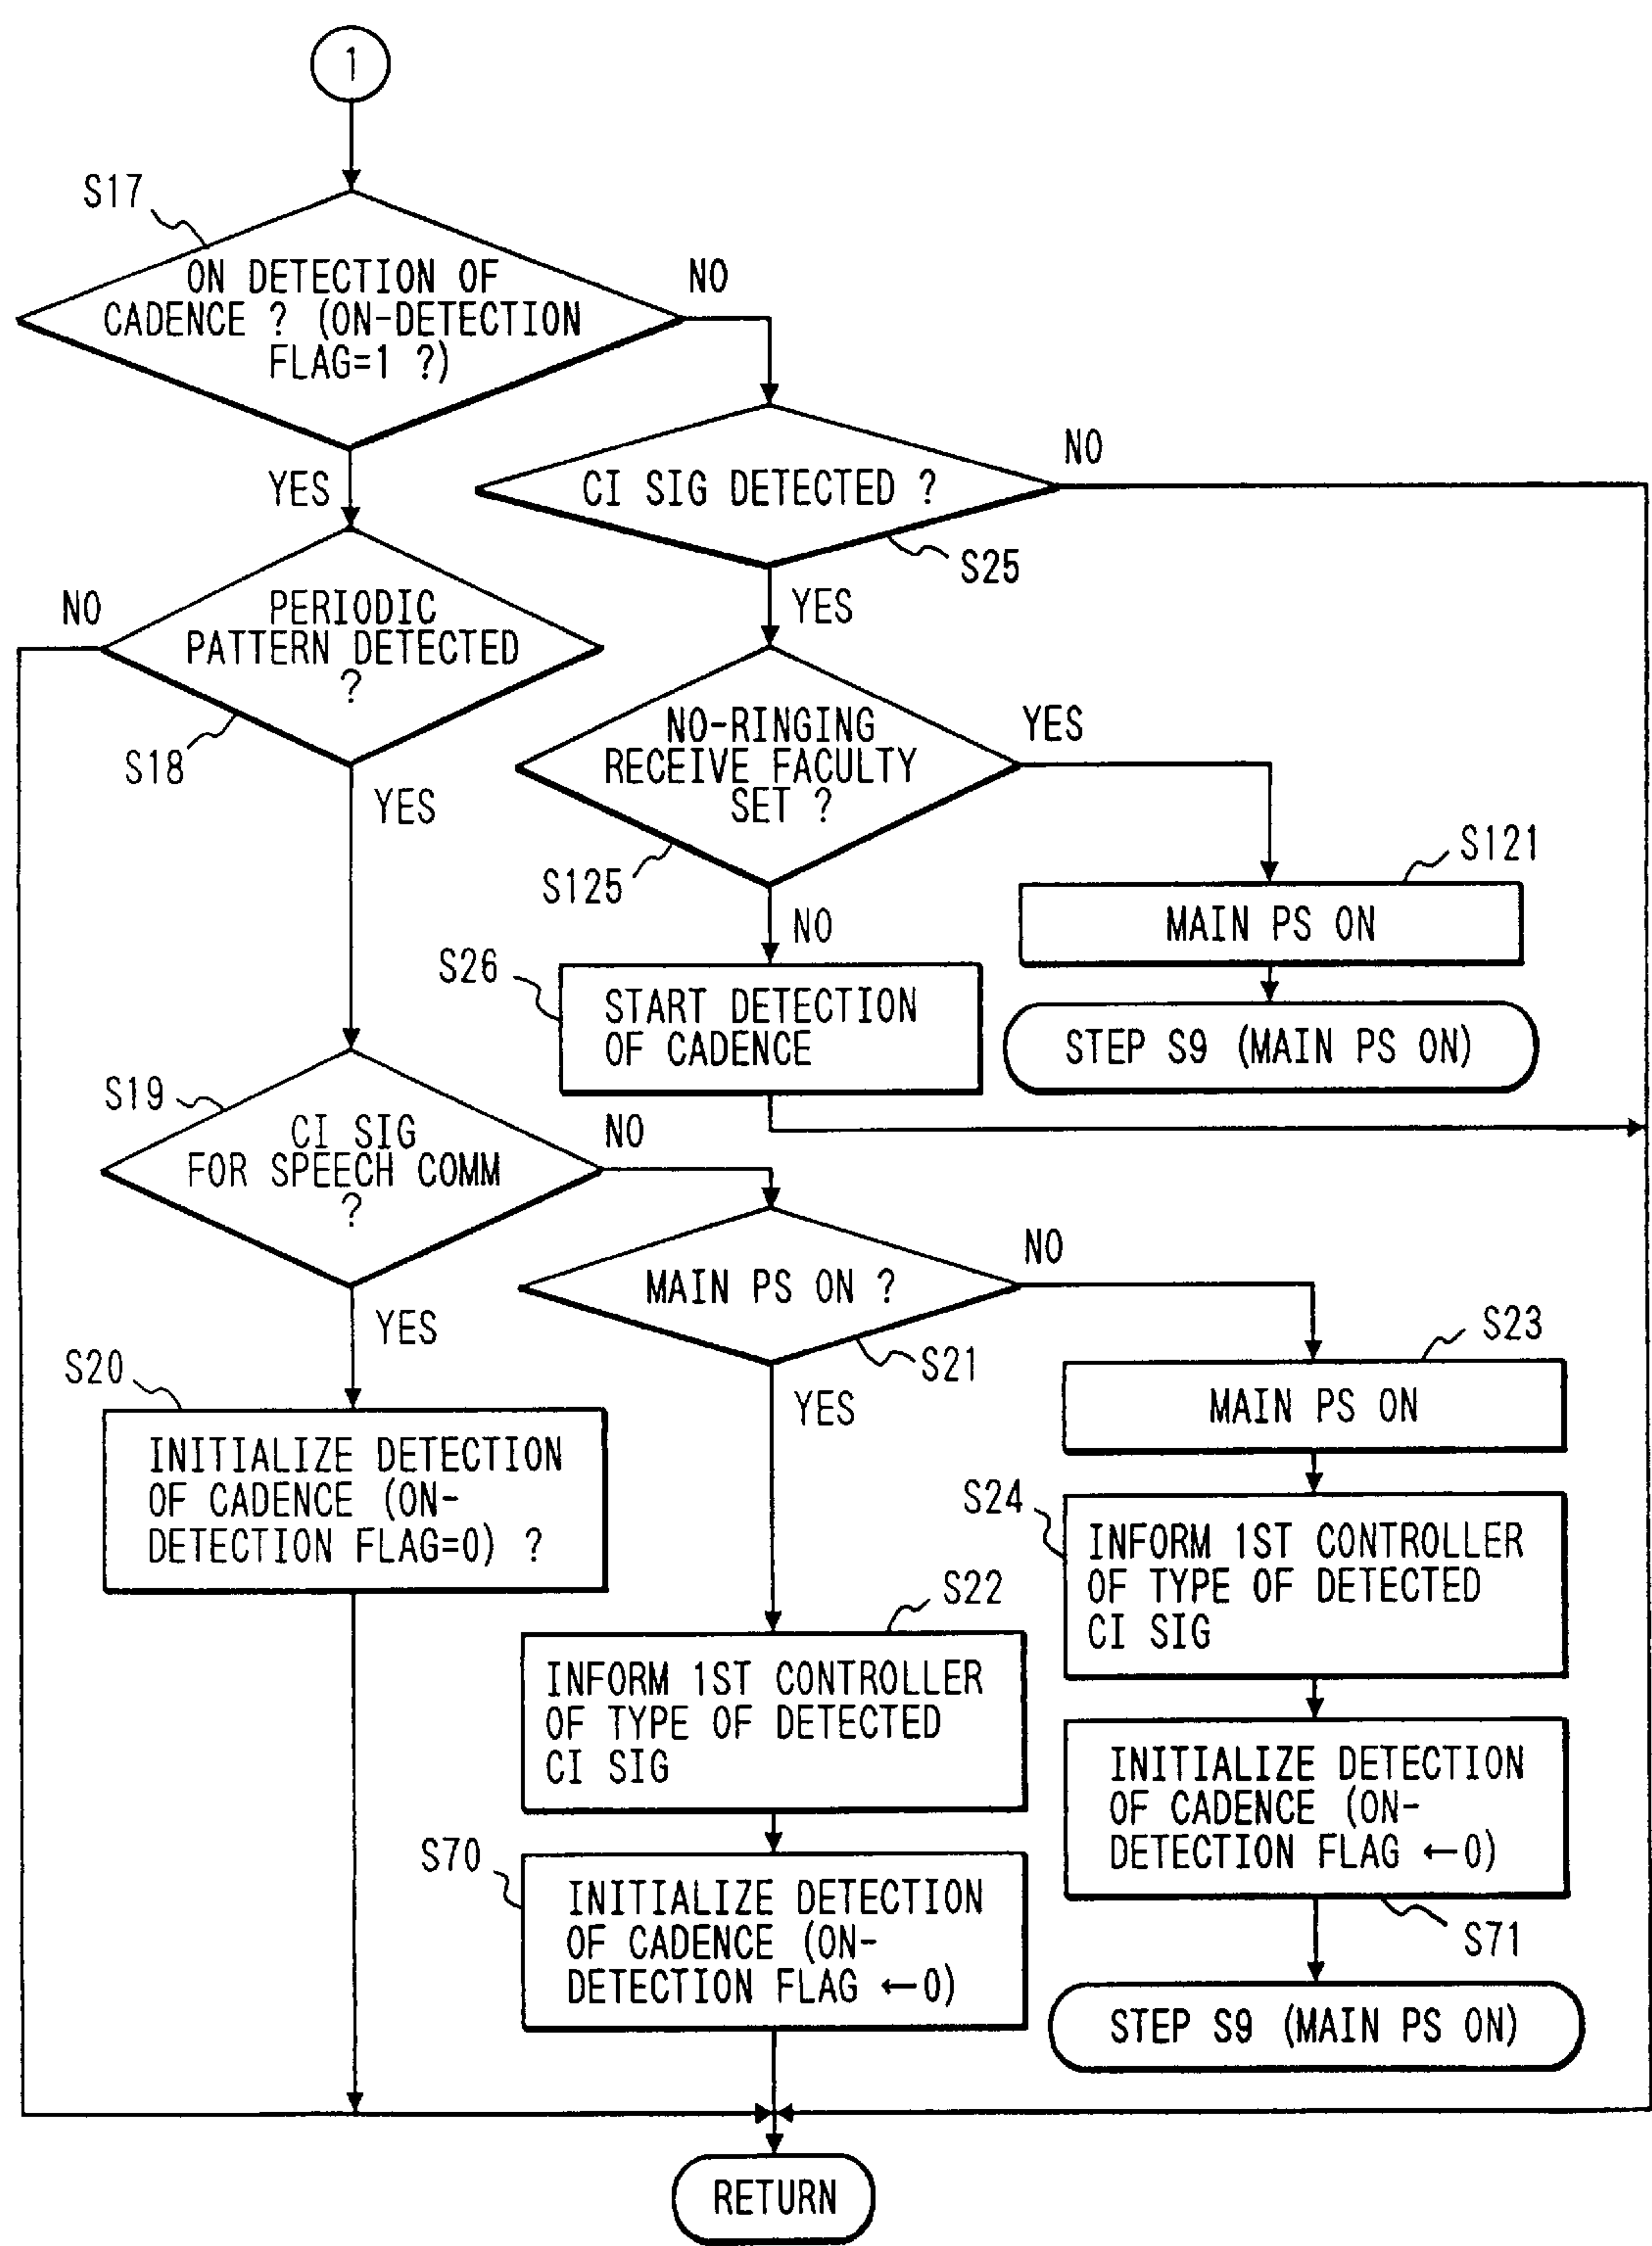 1
S17
ON DETECTION OF
CADENCE ? (ON-DETECTION
FLAG=1 ?)
NO
YES
CI SIG DETECTED ?
NO
S25
YES
PERIODIC
PATTERN DETECTED
?
NO
S18
YES
NO-RINGING
RECEIVE FACULTY
SET ?
YES
S125
NO
S121
MAIN PS ON
STEP S9 (MAIN PS ON)
S26
START DETECTION
OF CADENCE
S19
CI SIG
FOR SPEECH COMM
?
NO
YES
MAIN PS ON ?
NO
S21
YES
S20
INITIALIZE DETECTION
OF CADENCE (ON-
DETECTION FLAG=0) ?
S23
MAIN PS ON
S24
INFORM 1ST CONTROLLER
OF TYPE OF DETECTED
CI SIG
S22
INFORM 1ST CONTROLLER
OF TYPE OF DETECTED
CI SIG
INITIALIZE DETECTION
OF CADENCE (ON-
DETECTION FLAG ←0)
S71
S70
INITIALIZE DETECTION
OF CADENCE (ON-
DETECTION FLAG ←0)
STEP S9 (MAIN PS ON)
RETURN